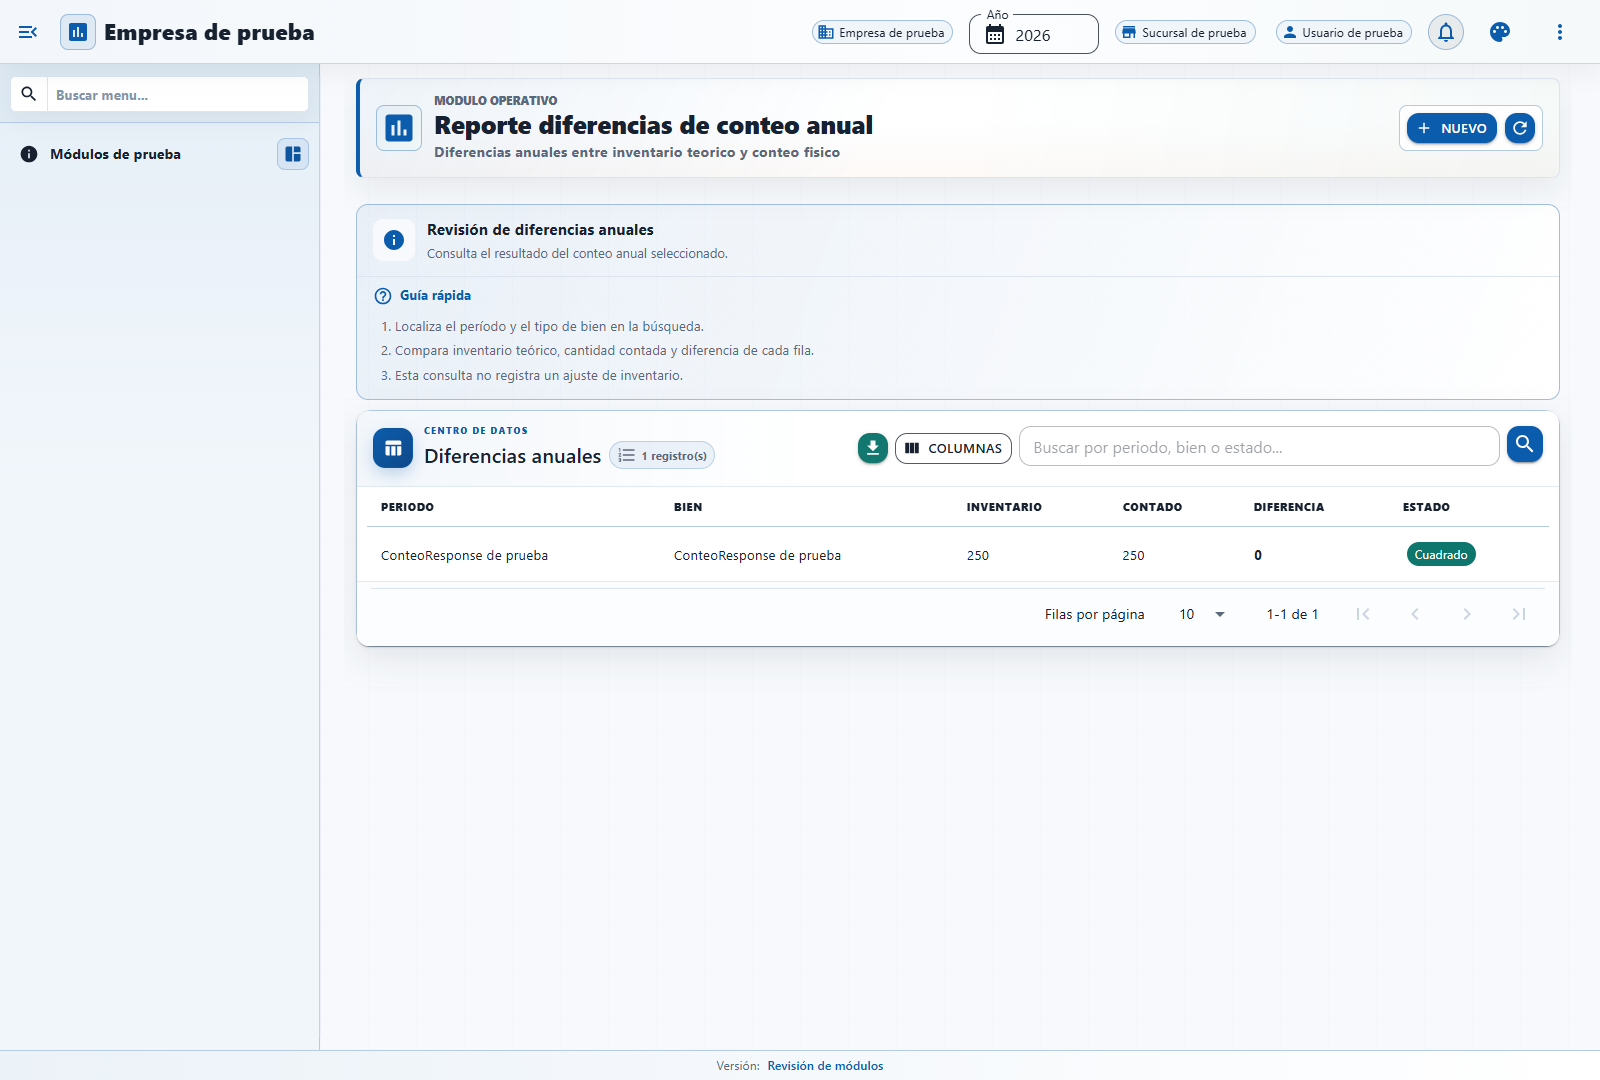 Empresa de prueba
Empresa de prueba
Año
2026
Sucursal de prueba
Usuario de prueba
Buscar menu...
Módulos de prueba
MODULO OPERATIVO
Reporte diferencias de conteo anual
Diferencias anuales entre inventario teorico y conteo fisico
NUEVO
Revisión de diferencias anuales
Consulta el resultado del conteo anual seleccionado.
Guía rápida
1. Localiza el período y el tipo de bien en la búsqueda.
2. Compara inventario teórico, cantidad contada y diferencia de cada fila.
3. Esta consulta no registra un ajuste de inventario.
CENTRO DE DATOS
Diferencias anuales
1 registro(s)
COLUMNAS
Buscar por periodo, bien o estado...
PERIODO BIEN INVENTARIO CONTADO DIFERENCIA ESTADO
ConteoResponse de prueba ConteoResponse de prueba 250 250 0 Cuadrado
Filas por página 10 1-1 de 1
Versión: Revisión de módulos